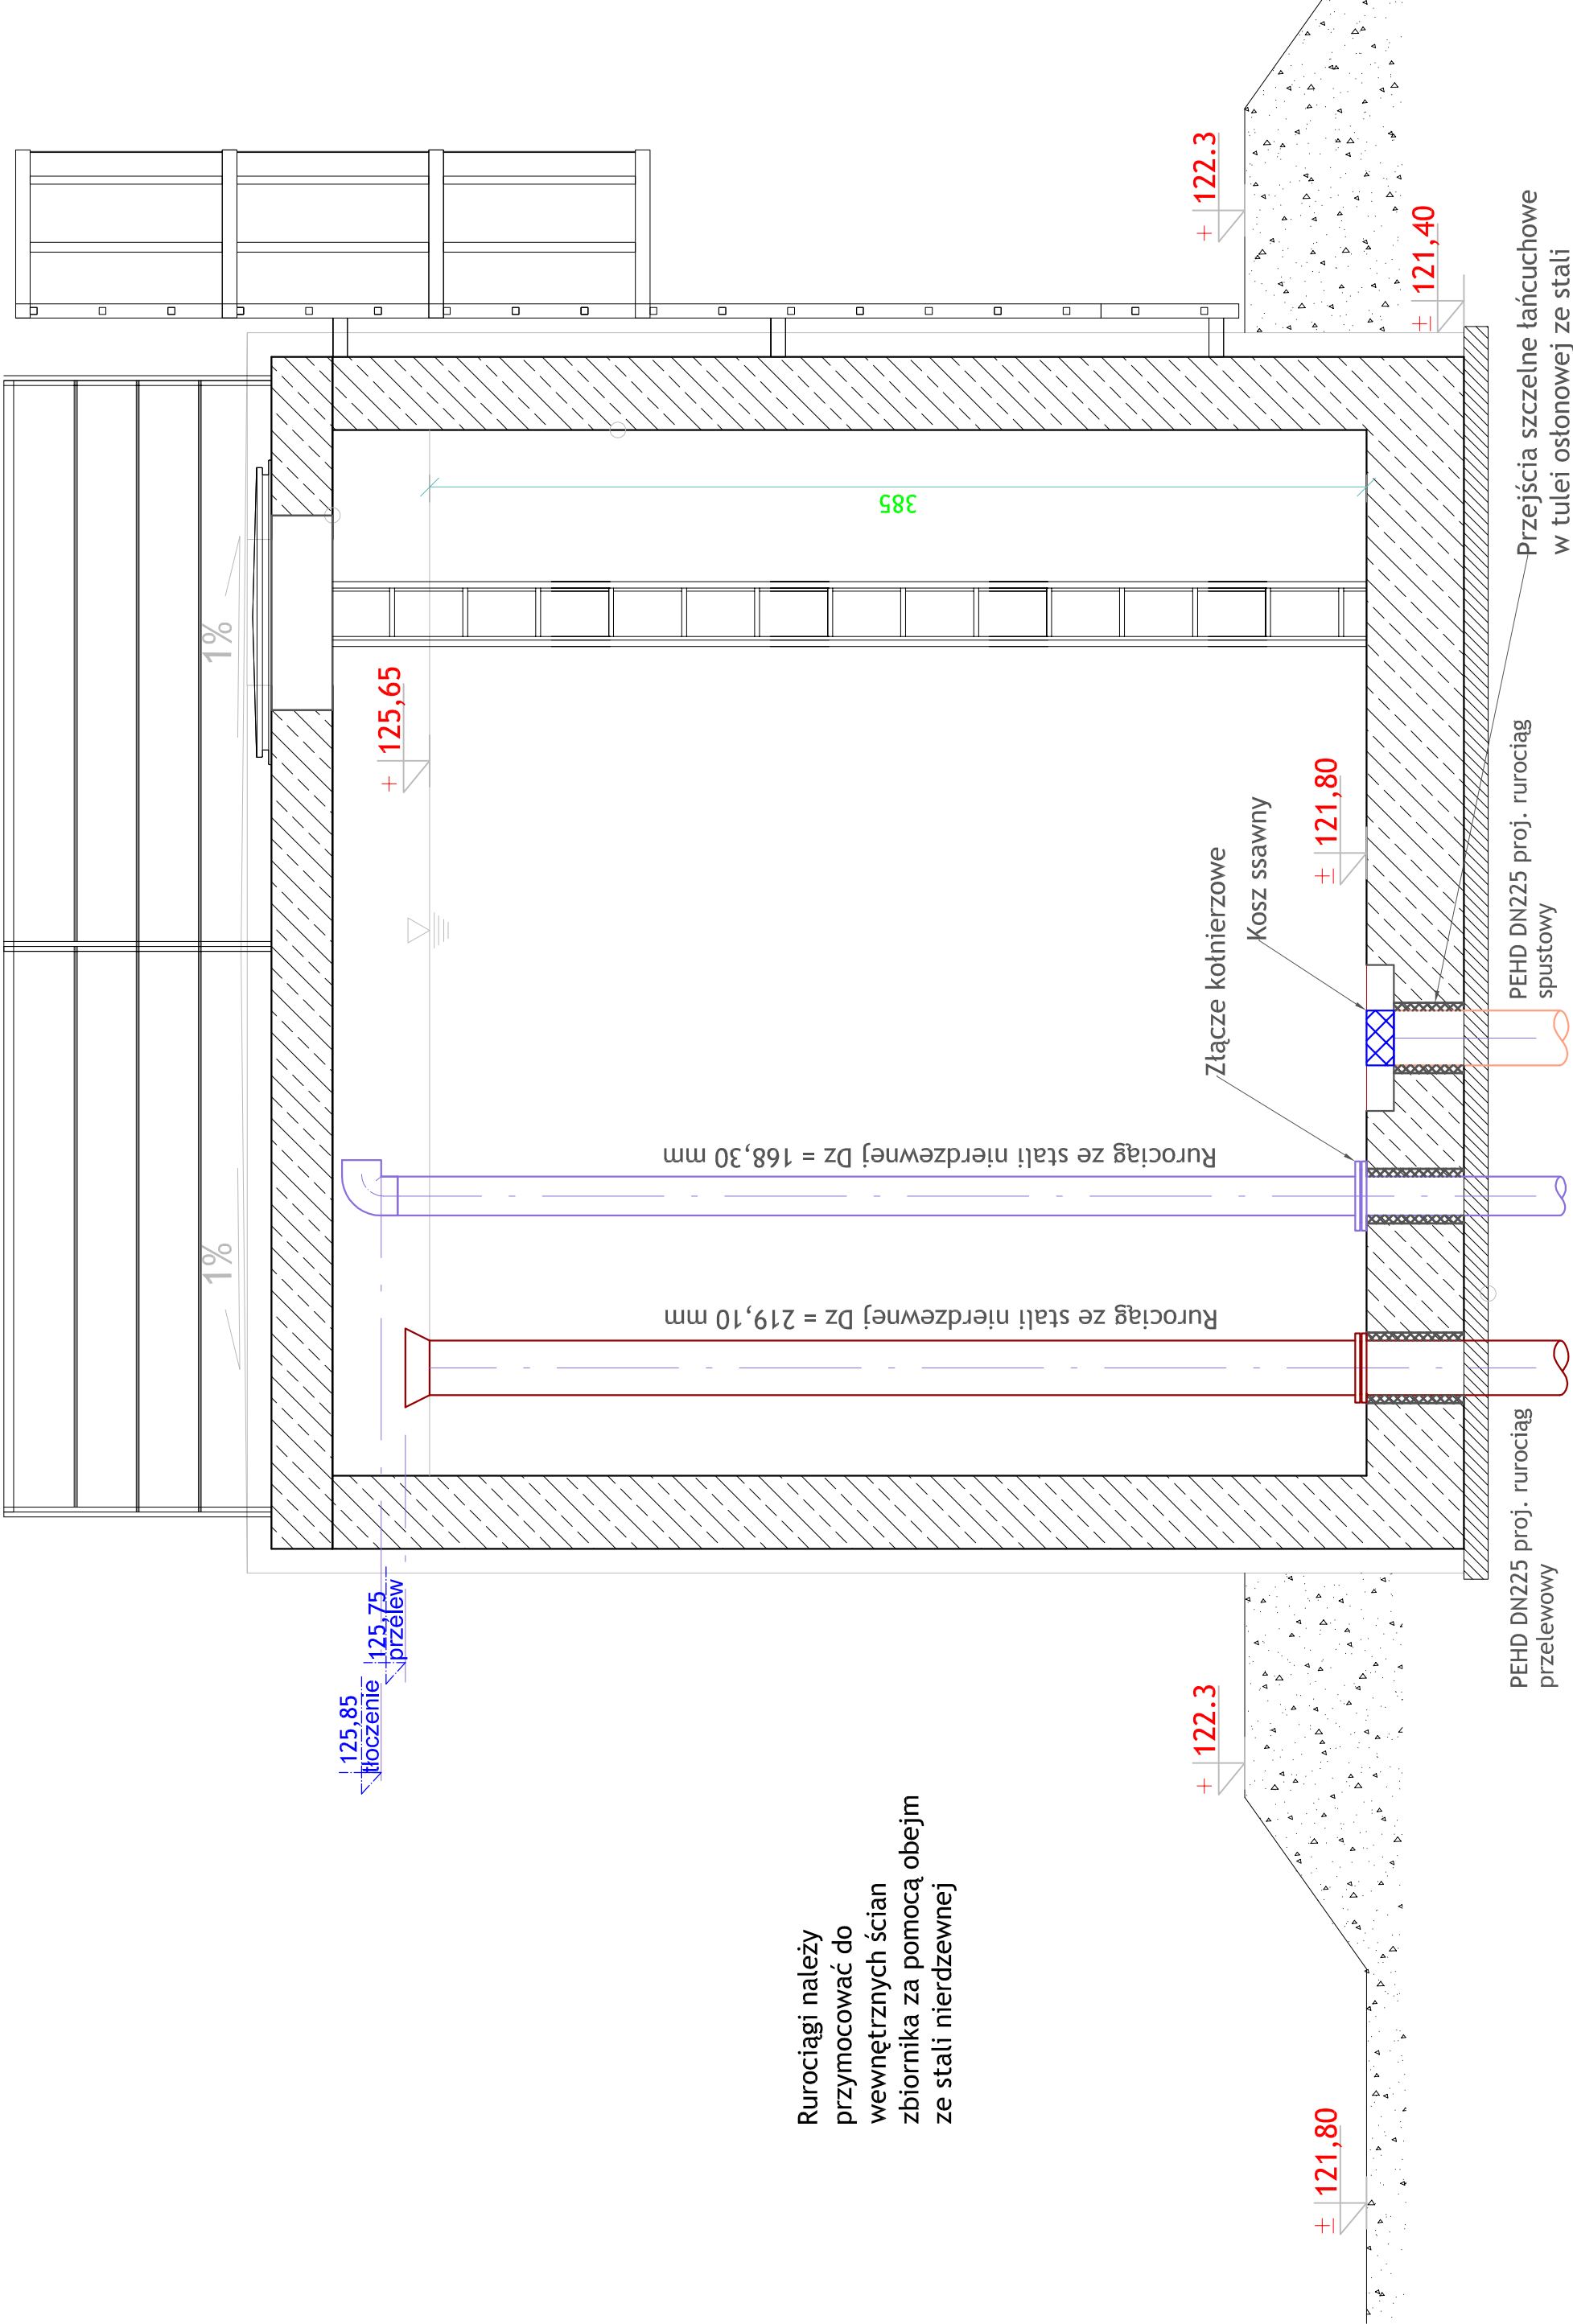 1%
1%
125,85
tłoczenie
125,75
przelew
+ 125,65
385
Rurociąg ze stali nierdzewnej Dz = 219,10 mm
Rurociąg ze stali nierdzewnej Dz = 168,30 mm
Złącze kołnierzowe
Kosz ssawny
± 121,80
+ 122.3
+ 122.3
± 121,40
± 121,80
Rurociągi należy
przymocować do
wewnętrznych ścian
zbiornika za pomocą obejm
ze stali nierdzewnej
PEHD DN225 proj. rurociąg
przelewowy
PEHD DN225 proj. rurociąg
spustowy
Przejścia szczelne łańcuchowe
w tulei osłonowej ze stali